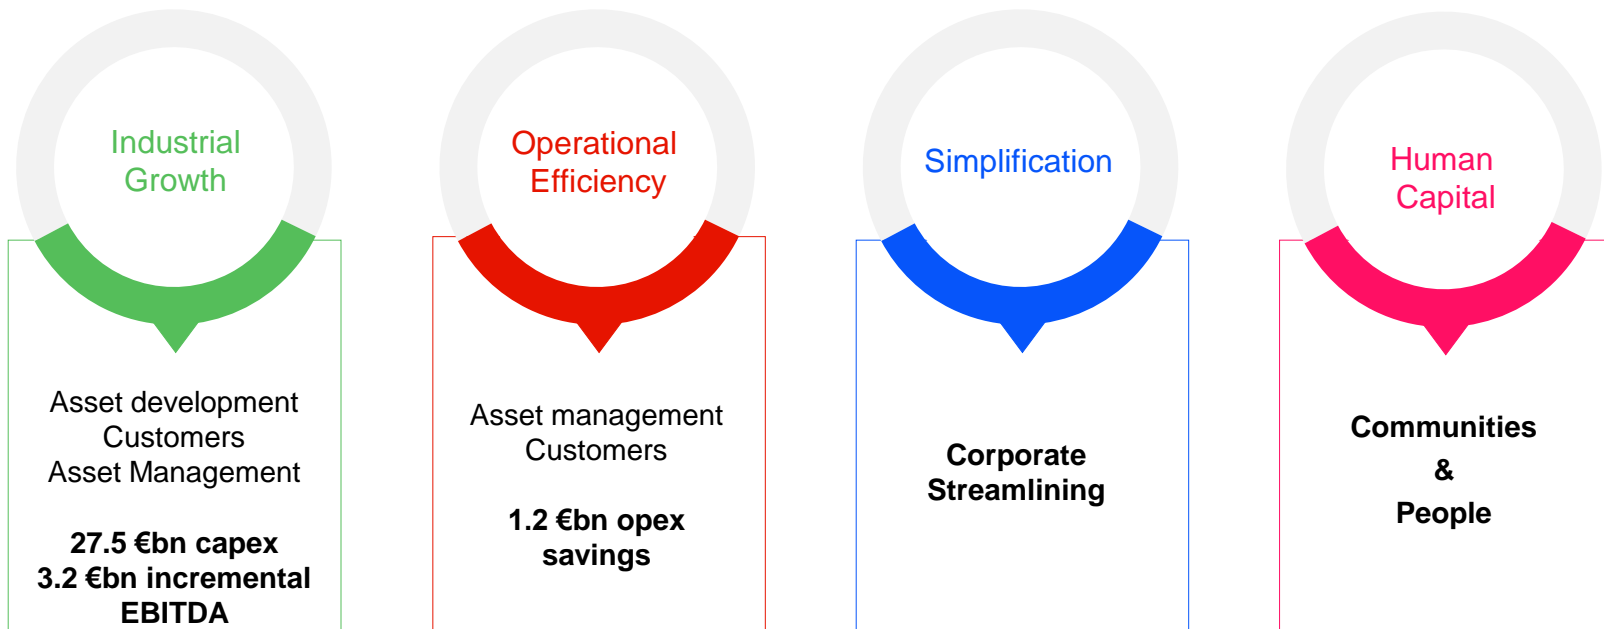 Industrial
Growth
Asset development
Customers
Asset Management
27.5 €bn capex
3.2 €bn incremental
EBITDA
Operational
Efficiency
Asset management
Customers
1.2 €bn opex
savings
Simplification
Corporate
Streamlining
Human
Capital
Communities
&
People